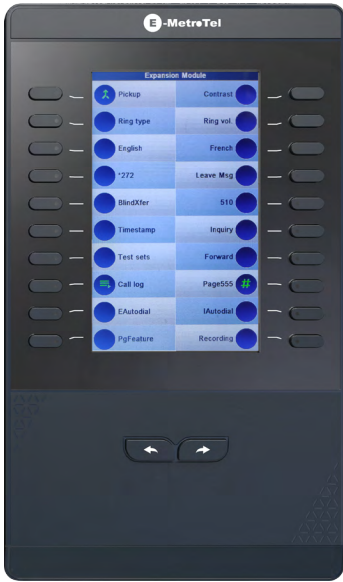 E-MetroTel
Expansion Module
Pickup Contrast
Ring type Ring vol.
English French
*272 Leave Msg
BlindXfer 510
Timestamp Inquiry
Test sets Forward
Call log Page555 #
EAutodial IAutodial
PgFeature Recording